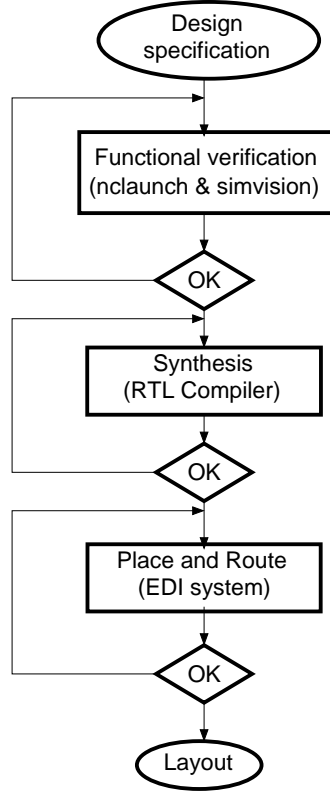 Design
specification
Functional verification
(nclaunch & simvision)
OK
Synthesis
(RTL Compiler)
OK
Place and Route
(EDI system)
OK
Layout